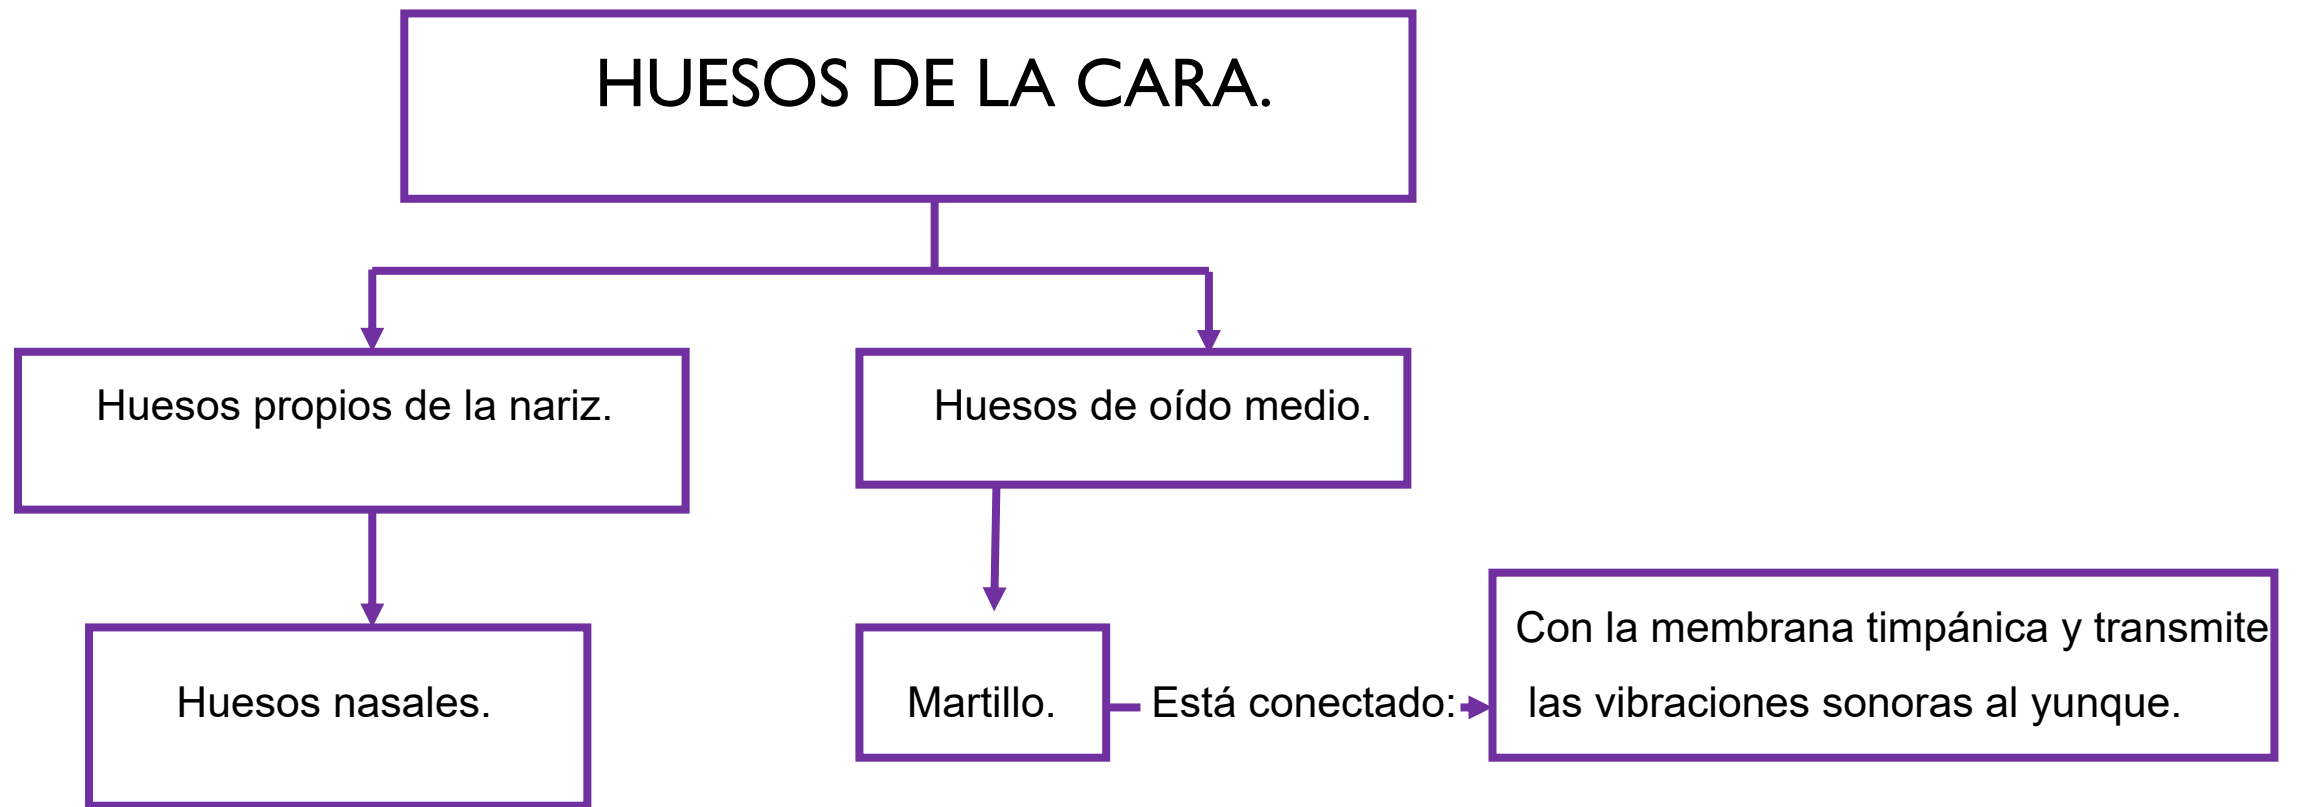 HUESOS DE LA CARA.
Huesos propios de la nariz.
Huesos de oído medio.
Huesos nasales.
Martillo.
Está conectado:
Con la membrana timpánica y transmite
las vibraciones sonoras al yunque.